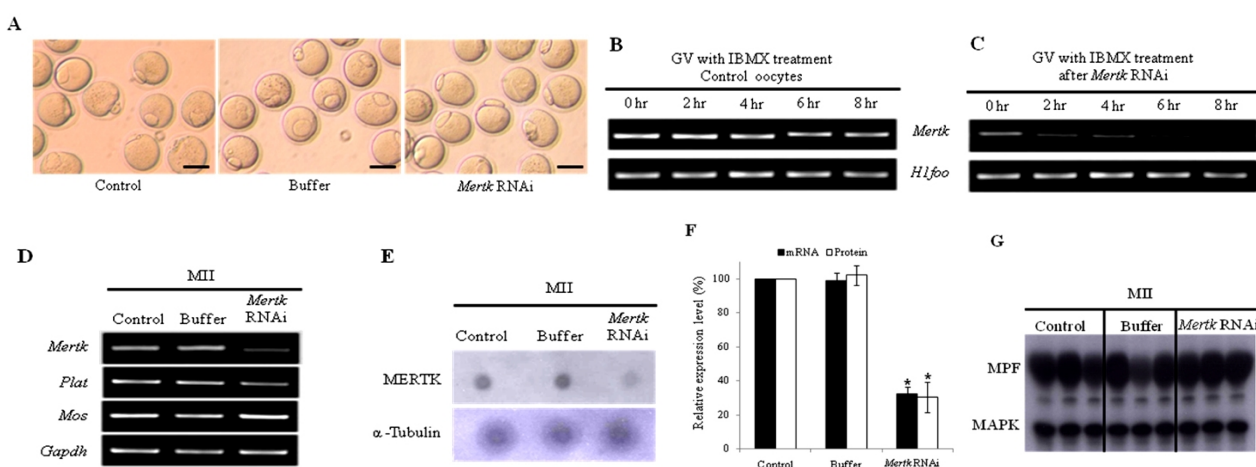 A
Control
Buffer
Mertk RNAi
B
GV with IBMX treatment
Control oocytes
0 hr 2 hr 4 hr 6 hr 8 hr
Mertk
H1foo
C
GV with IBMX treatment
after Mertk RNAi
0 hr 2 hr 4 hr 6 hr 8 hr
D
MII
Control Buffer Mertk
RNAi
Mertk
Plat
Mos
Gapdh
E
MII
Control Buffer Mertk
RNAi
MERTK
α-Tubulin
F
mRNA Protein
Relative expression level (%)
100
80
60
40
20
0
Control Buffer Mertk RNAi
* *
G
MII
Control Buffer Mertk RNAi
MPF
MAPK